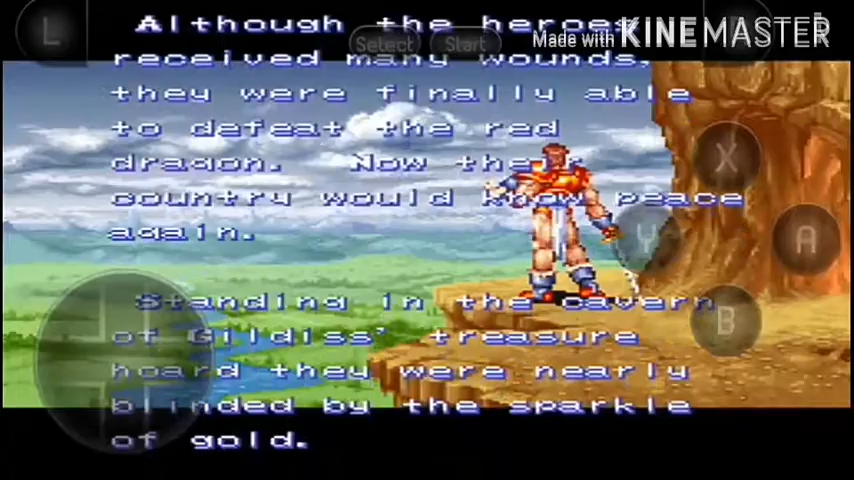 L
Select
Start
Made with KINEMASTER
Although the heroes
received many wounds,
they were finally able
to defeat the red
dragon. Now their
country would know peace
again.
Standing in the cavern
of Gildiss' treasure
hoard they were nearly
blinded by the sparkle
of gold.
X
Y
A
B